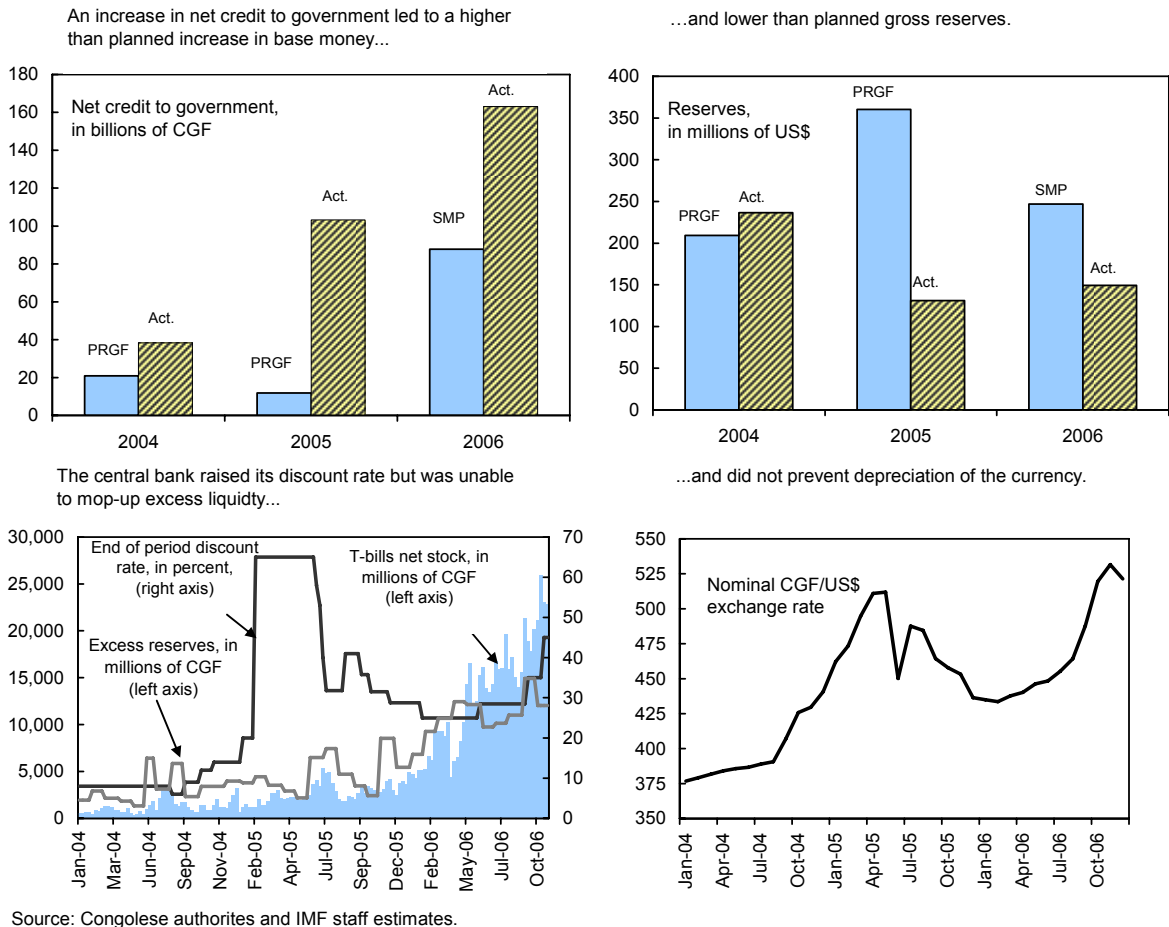 An increase in net credit to government led to a higher
than planned increase in base money...
180
160
140
120
100
80
60
40
20
0
Net credit to government,
in billions of CGF
PRGF
Act.
PRGF
Act.
SMP
Act.
2004
2005
2006
…and lower than planned gross reserves.
400
350
300
250
200
150
100
50
0
Reserves,
in millions of US$
PRGF
Act.
PRGF
Act.
SMP
Act.
2004
2005
2006
The central bank raised its discount rate but was unable
to mop-up excess liquidty...
30,000
25,000
20,000
15,000
10,000
5,000
0
End of period discount
rate, in percent,
(right axis)
T-bills net stock, in
millions of CGF
(left axis)
Excess reserves, in
millions of CGF
(left axis)
70
60
50
40
30
20
10
0
Jan-04
Mar-04
Jun-04
Sep-04
Nov-04
Feb-05
Apr-05
Jul-05
Sep-05
Dec-05
Feb-06
May-06
Jul-06
Oct-06
...and did not prevent depreciation of the currency.
550
525
500
475
450
425
400
375
350
Nominal CGF/US$
exchange rate
Jan-04
Apr-04
Jul-04
Oct-04
Jan-05
Apr-05
Jul-05
Oct-05
Jan-06
Apr-06
Jul-06
Oct-06
Source: Congolese authorites and IMF staff estimates.